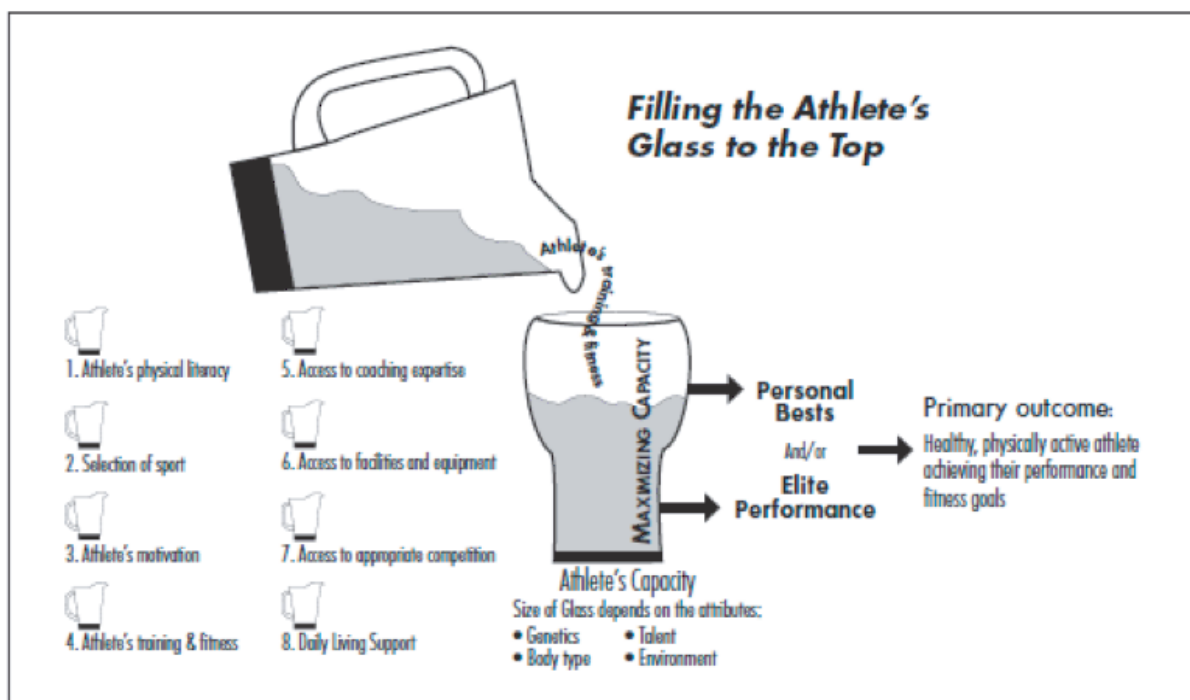 Filling the Athlete's
Glass to the Top
Athlete's training & fitness
1. Athlete's physical literacy
2. Selection of sport
3. Athlete's motivation
4. Athlete's training & fitness
5. Access to coaching expertise
6. Access to facilities and equipment
7. Access to appropriate competition
8. Daily Living Support
MAXIMIZING CAPACITY
Athlete's Capacity
Size of Glass depends on the attributes:
• Genetics
• Body type
• Talent
• Environment
Personal
Bests
And/or
Elite
Performance
Primary outcome:
Healthy, physically active athlete
achieving their performance and
fitness goals